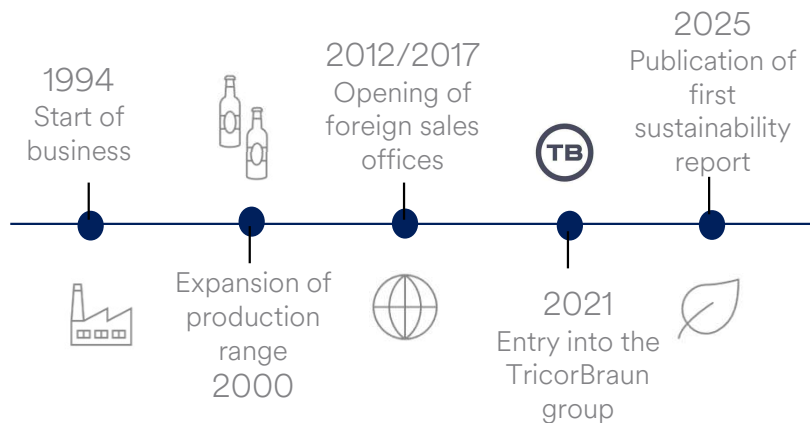 1994
Start of
business
Expansion of
production
range
2000
2012/2017
Opening of
foreign sales
offices
TB
2021
Entry into the
TricorBraun
group
2025
Publication of
first
sustainability
report